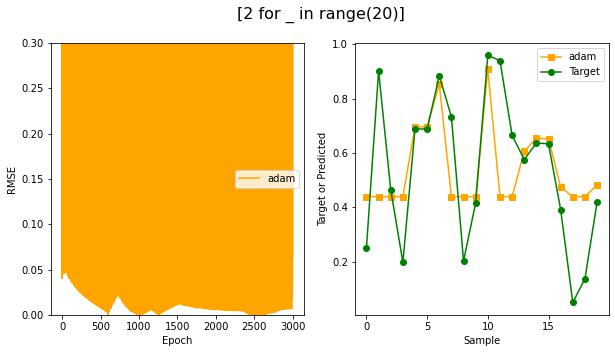 [2 for _ in range(20)]
0.30
0.25
0.20
0.15
0.10
0.05
0.00
RMSE
adam
0 500 1000 1500 2000 2500 3000
Epoch
1.0
0.8
0.6
0.4
0.2
Target or Predicted
adam
Target
0 5 10 15
Sample